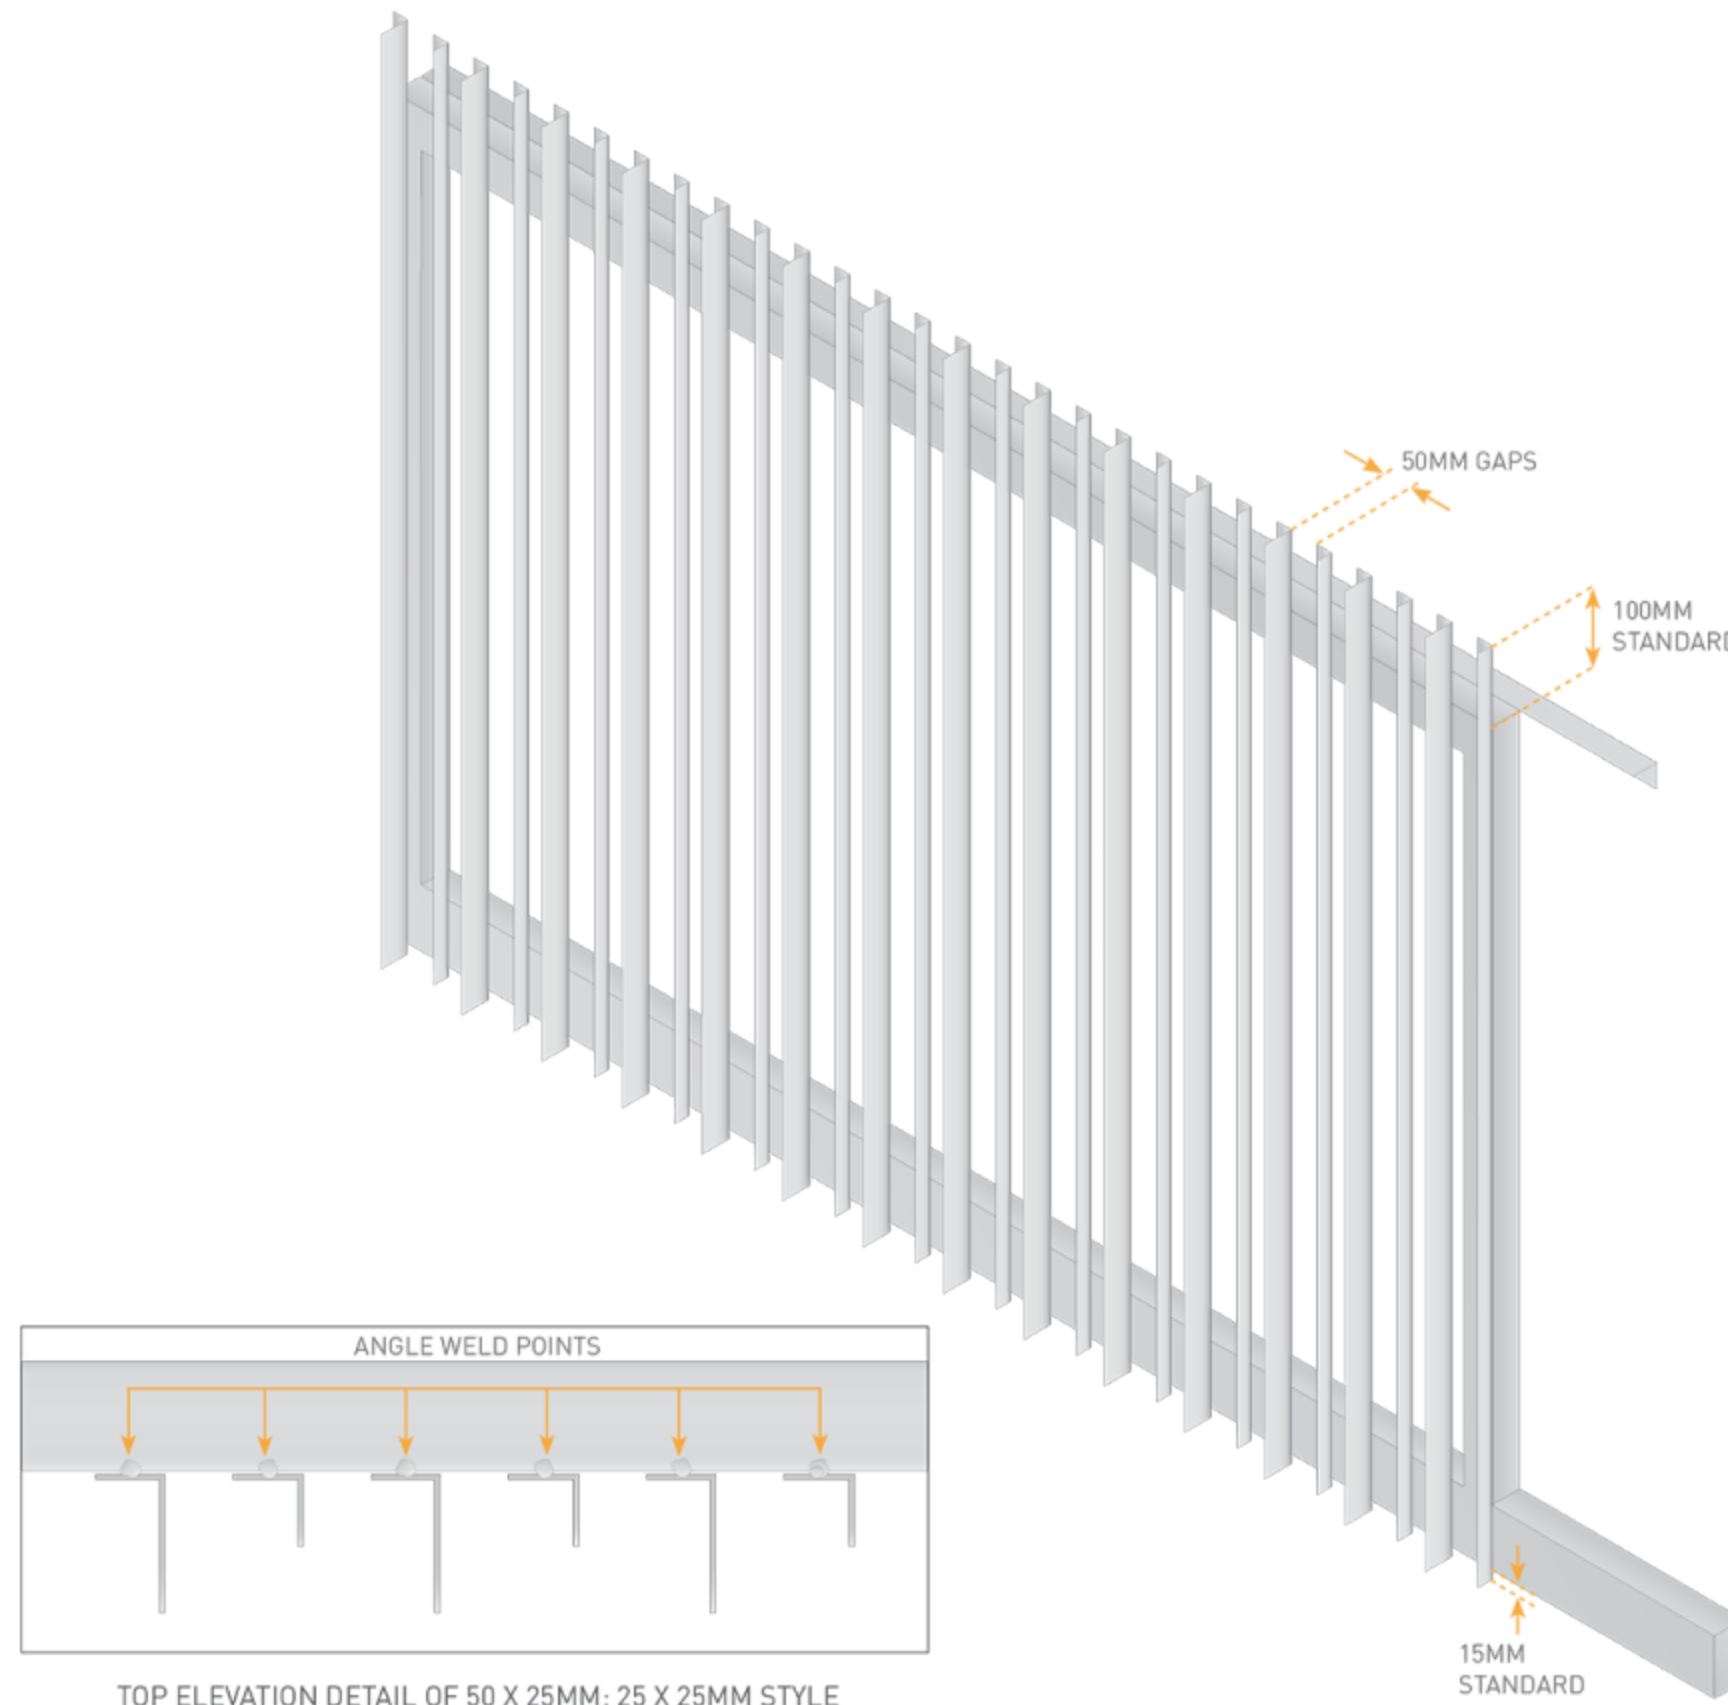 50MM GAPS
100MM
STANDARD
ANGLE WELD POINTS
15MM
STANDARD
TOP ELEVATION DETAIL OF 50 X 25MM: 25 X 25MM STYLE